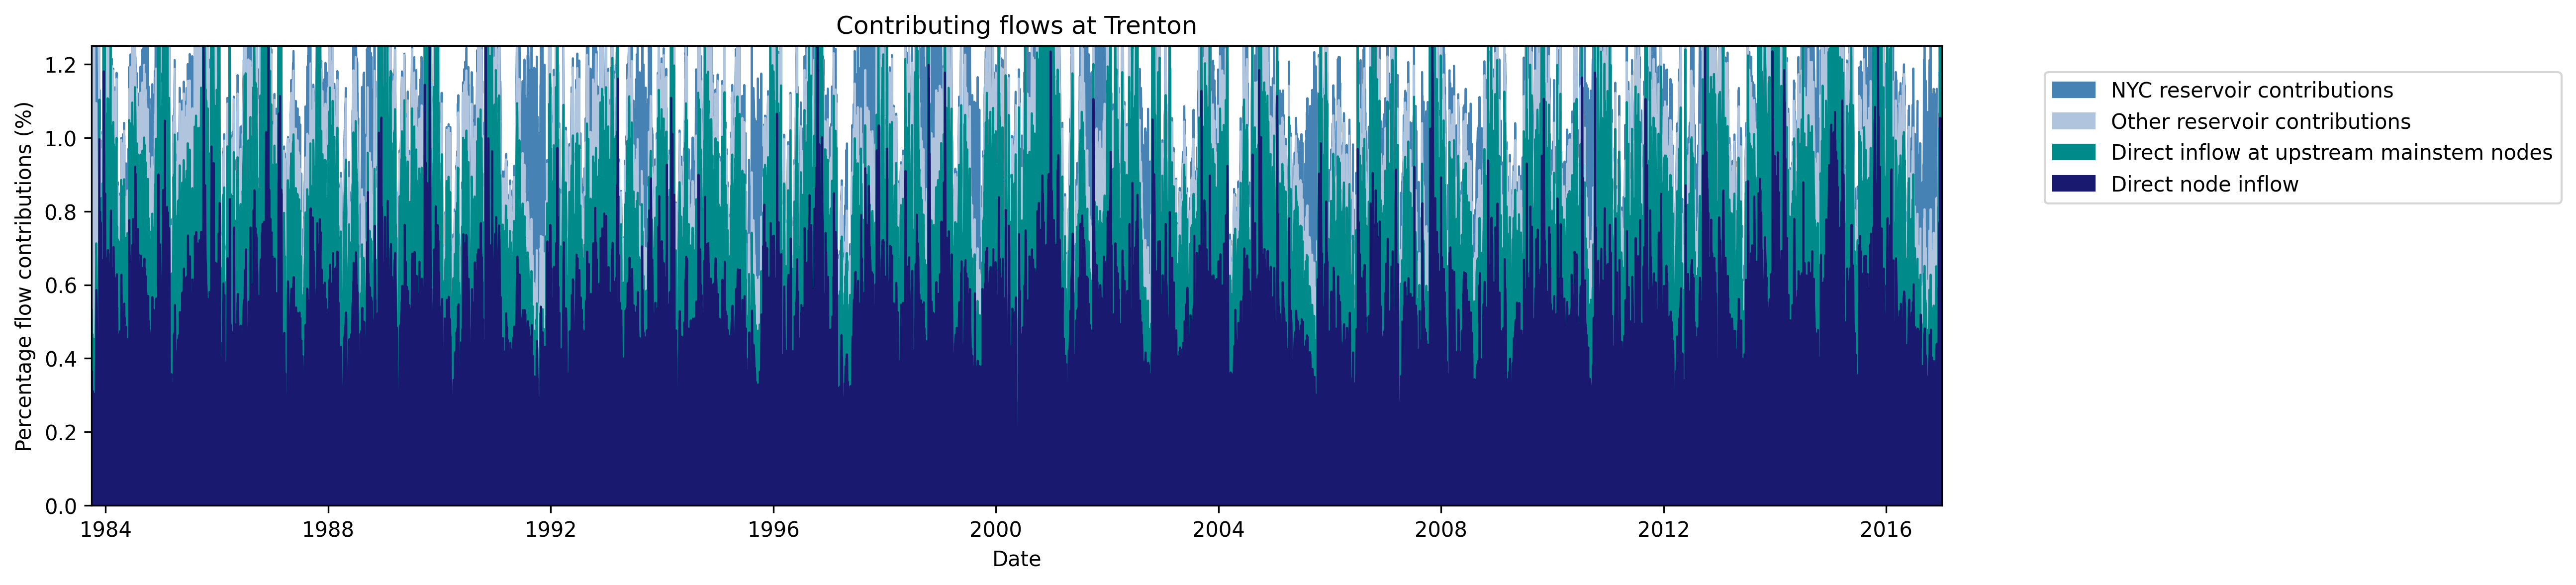 Contributing flows at Trenton
Percentage flow contributions (%)
1.2
1.0
0.8
0.6
0.4
0.2
0.0
1984 1988 1992 1996 2000 2004 2008 2012 2016
Date
NYC reservoir contributions
Other reservoir contributions
Direct inflow at upstream mainstem nodes
Direct node inflow